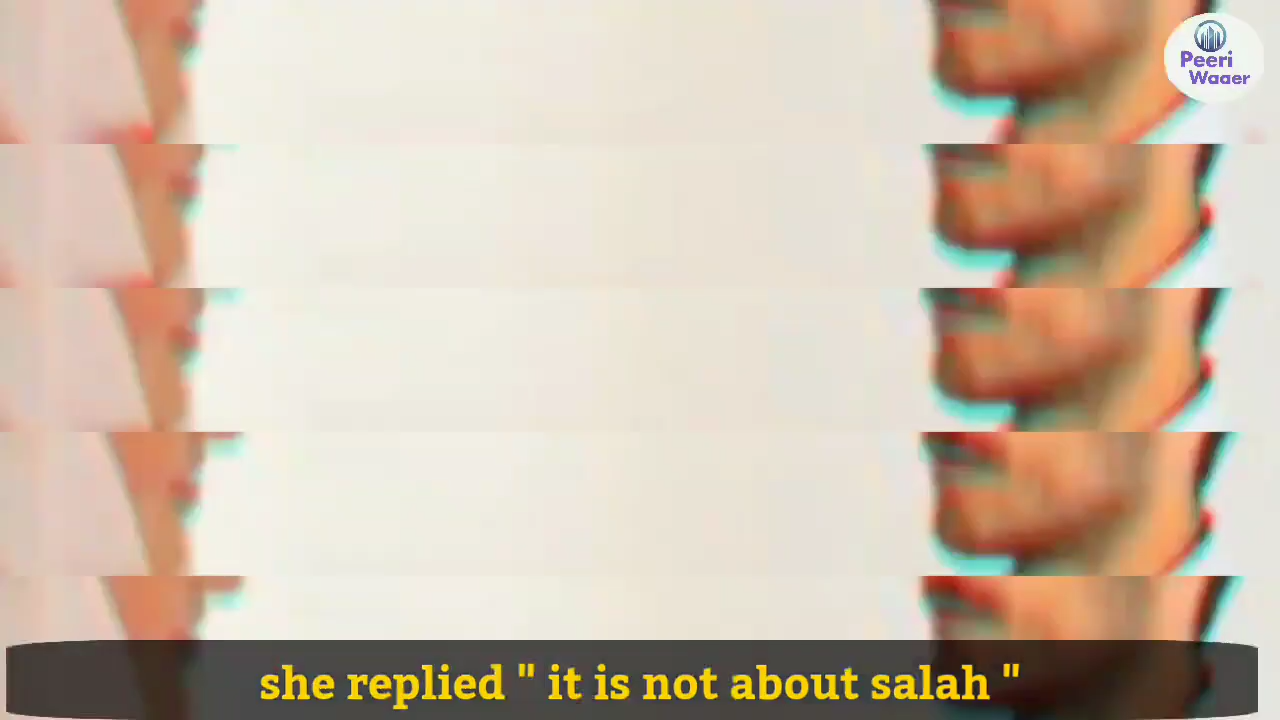 Peeri
Waaer
she replied " it is not about salah "